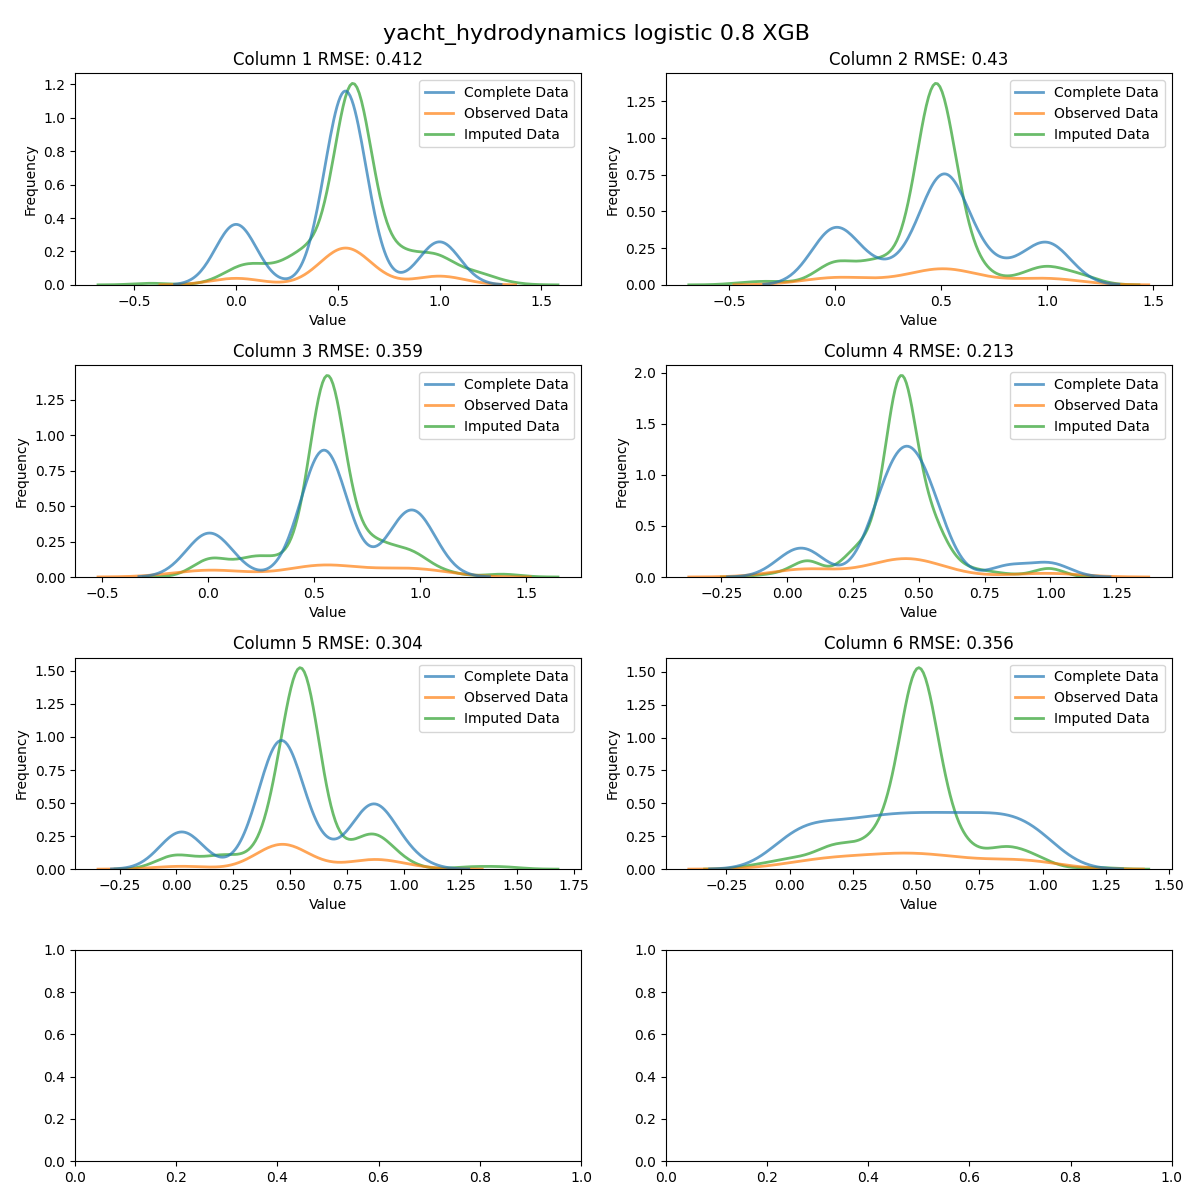 yacht_hydrodynamics logistic 0.8 XGB
Column 1 RMSE: 0.412
Frequency
1.2
1.0
0.8
0.6
0.4
0.2
0.0
Complete Data
Observed Data
Imputed Data
−0.5 0.0 0.5 1.0 1.5
Value
Column 2 RMSE: 0.43
Frequency
1.25
1.00
0.75
0.50
0.25
0.00
Complete Data
Observed Data
Imputed Data
−0.5 0.0 0.5 1.0 1.5
Value
Column 3 RMSE: 0.359
Frequency
1.25
1.00
0.75
0.50
0.25
0.00
Complete Data
Observed Data
Imputed Data
−0.5 0.0 0.5 1.0 1.5
Value
Column 4 RMSE: 0.213
Frequency
2.0
1.5
1.0
0.5
0.0
Complete Data
Observed Data
Imputed Data
−0.25 0.00 0.25 0.50 0.75 1.00 1.25
Value
Column 5 RMSE: 0.304
Frequency
1.50
1.25
1.00
0.75
0.50
0.25
0.00
Complete Data
Observed Data
Imputed Data
−0.25 0.00 0.25 0.50 0.75 1.00 1.25 1.50 1.75
Value
Column 6 RMSE: 0.356
Frequency
1.50
1.25
1.00
0.75
0.50
0.25
0.00
Complete Data
Observed Data
Imputed Data
−0.25 0.00 0.25 0.50 0.75 1.00 1.25 1.50
Value
1.0
0.8
0.6
0.4
0.2
0.0
0.0 0.2 0.4 0.6 0.8 1.0
1.0
0.8
0.6
0.4
0.2
0.0
0.0 0.2 0.4 0.6 0.8 1.0